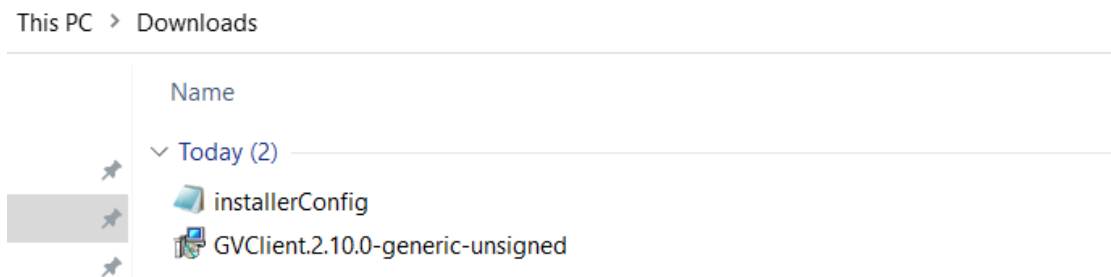 This PC > Downloads
Name
Today (2)
installerConfig
GVClient.2.10.0-generic-unsigned